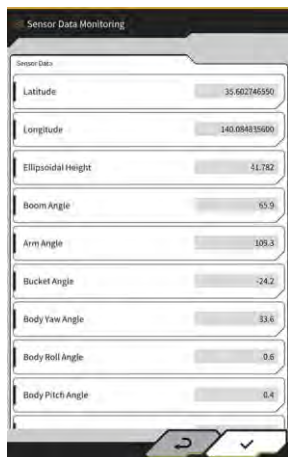 Sensor Data Monitoring
Sensor Data
Latitude 35.602746550
Longitude 140.084835600
Ellipsoidal Height 41.782
Boom Angle 65.9
Arm Angle 109.3
Bucket Angle -24.2
Body Yaw Angle 33.6
Body Roll Angle 0.6
Body Pitch Angle 0.4